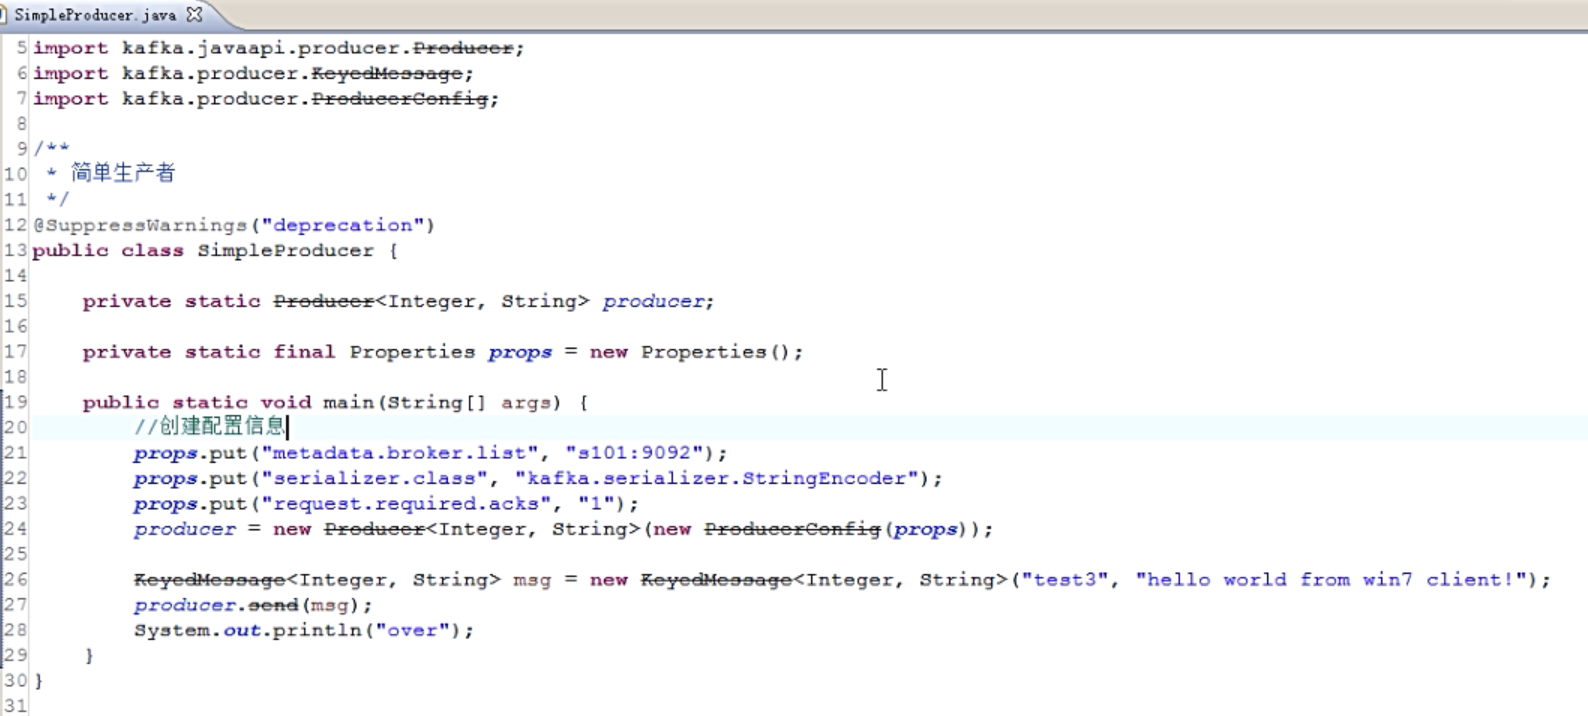 SimpleProducer.java
5 import kafka.javaapi.producer.Producer;
6 import kafka.producer.KeyedMessage;
7 import kafka.producer.ProducerConfig;
8
9 /**
10  * 简单生产者
11  */
12 @SuppressWarnings("deprecation")
13 public class SimpleProducer {
14
15     private static Producer<Integer, String> producer;
16
17     private static final Properties props = new Properties();
18
19     public static void main(String[] args) {
20         //创建配置信息
21         props.put("metadata.broker.list", "s101:9092");
22         props.put("serializer.class", "kafka.serializer.StringEncoder");
23         props.put("request.required.acks", "1");
24         producer = new Producer<Integer, String>(new ProducerConfig(props));
25
26         KeyedMessage<Integer, String> msg = new KeyedMessage<Integer, String>("test3", "hello world from win7 client!");
27         producer.send(msg);
28         System.out.println("over");
29     }
30 }
31